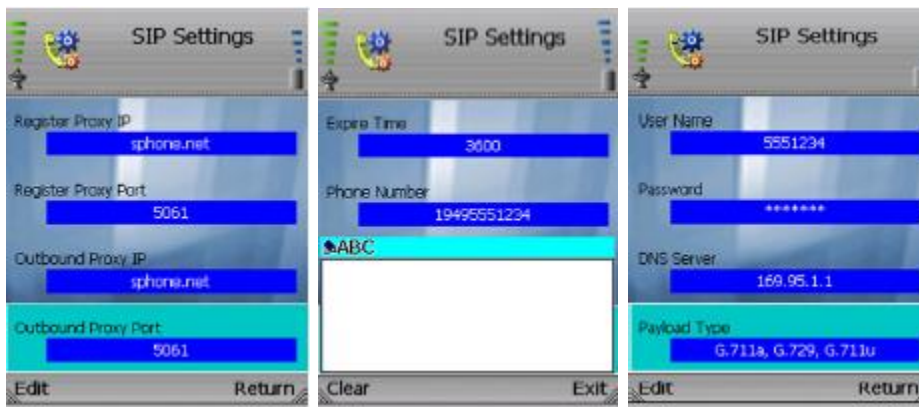 SIP Settings
Register Proxy IP
sphone.net
Register Proxy Port
5061
Outbound Proxy IP
sphone.net
Outbound Proxy Port
5061
Edit Return
SIP Settings
Expire Time
3600
Phone Number
19495551234
ABC
Clear Exit
SIP Settings
User Name
5551234
Password
*******
DNS Server
169.95.1.1
Payload Type
G.711a, G.729, G.711u
Edit Return